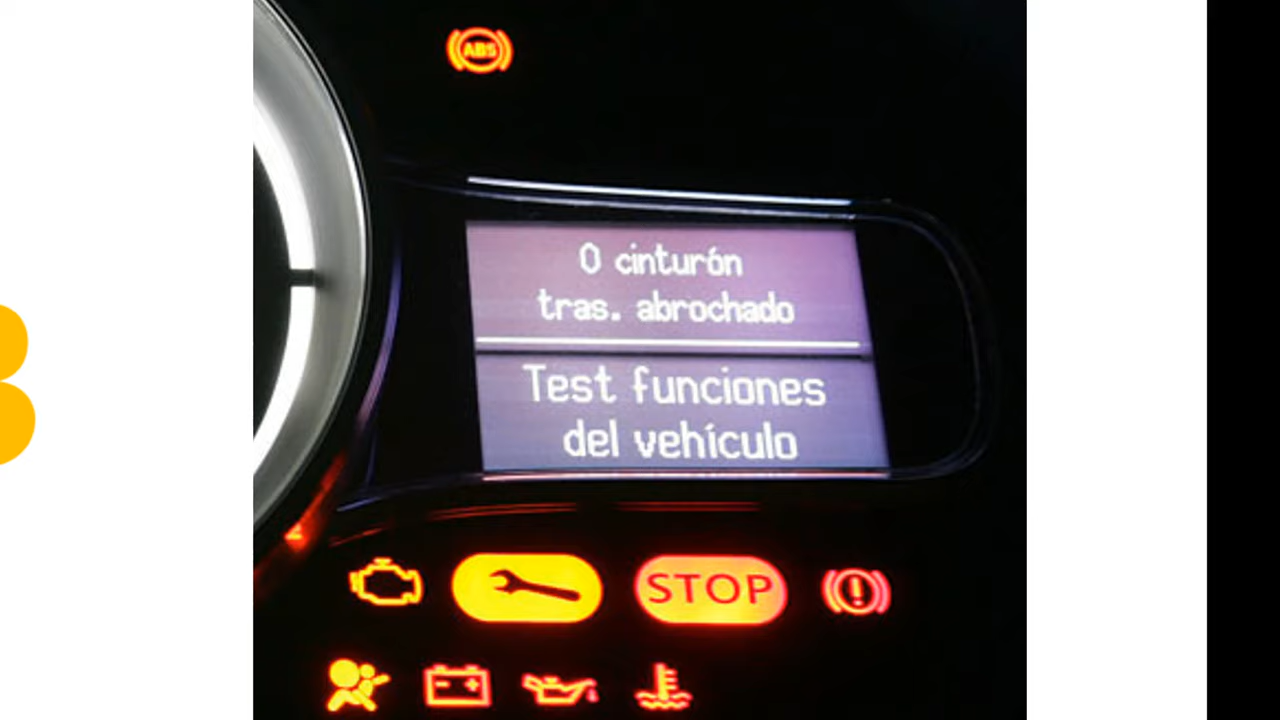 ABS
0 cinturón
tras. abrochado
Test funciones
del vehículo
STOP